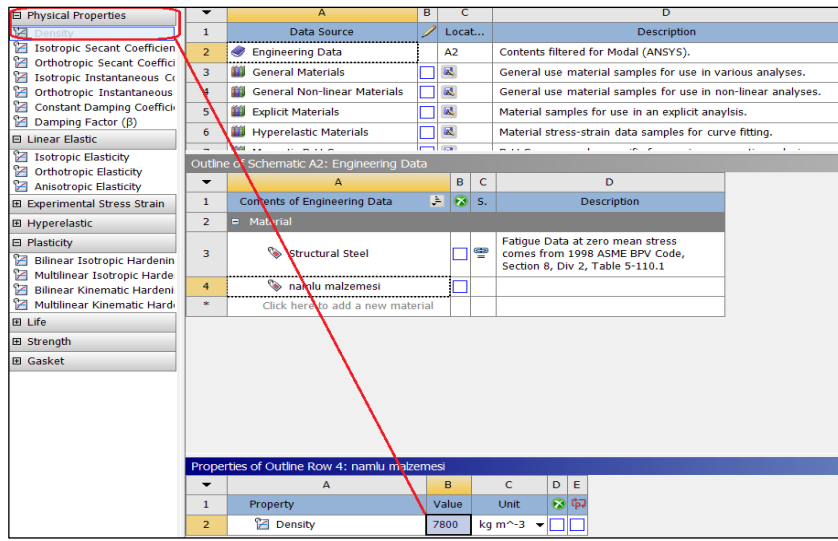 Physical Properties
Density
Isotropic Secant Coefficien
Orthotropic Secant Coeffici
Isotropic Instantaneous Co
Orthotropic Instantaneous
Constant Damping Coeffici
Damping Factor (β)
Linear Elastic
Isotropic Elasticity
Orthotropic Elasticity
Anisotropic Elasticity
Experimental Stress Strain
Hyperelastic
Plasticity
Bilinear Isotropic Hardenin
Multilinear Isotropic Harde
Bilinear Kinematic Hardeni
Multilinear Kinematic Hard
Life
Strength
Gasket
A B C D
1 Data Source Locat... Description
2 Engineering Data A2 Contents filtered for Modal (ANSYS).
3 General Materials General use material samples for use in various analyses.
4 General Non-linear Materials General use material samples for use in non-linear analyses.
5 Explicit Materials Material samples for use in an explicit anaylsis.
6 Hyperelastic Materials Material stress-strain data samples for curve fitting.
Outline of Schematic A2: Engineering Data
A B C D
1 Contents of Engineering Data S. Description
2 Material
3 Structural Steel Fatigue Data at zero mean stress
comes from 1998 ASME BPV Code,
Section 8, Div 2, Table 5-110.1
4 namlu malzemesi
* Click here to add a new material
Properties of Outline Row 4: namlu malzemesi
A B C D E
1 Property Value Unit
2 Density 7800 kg m^-3